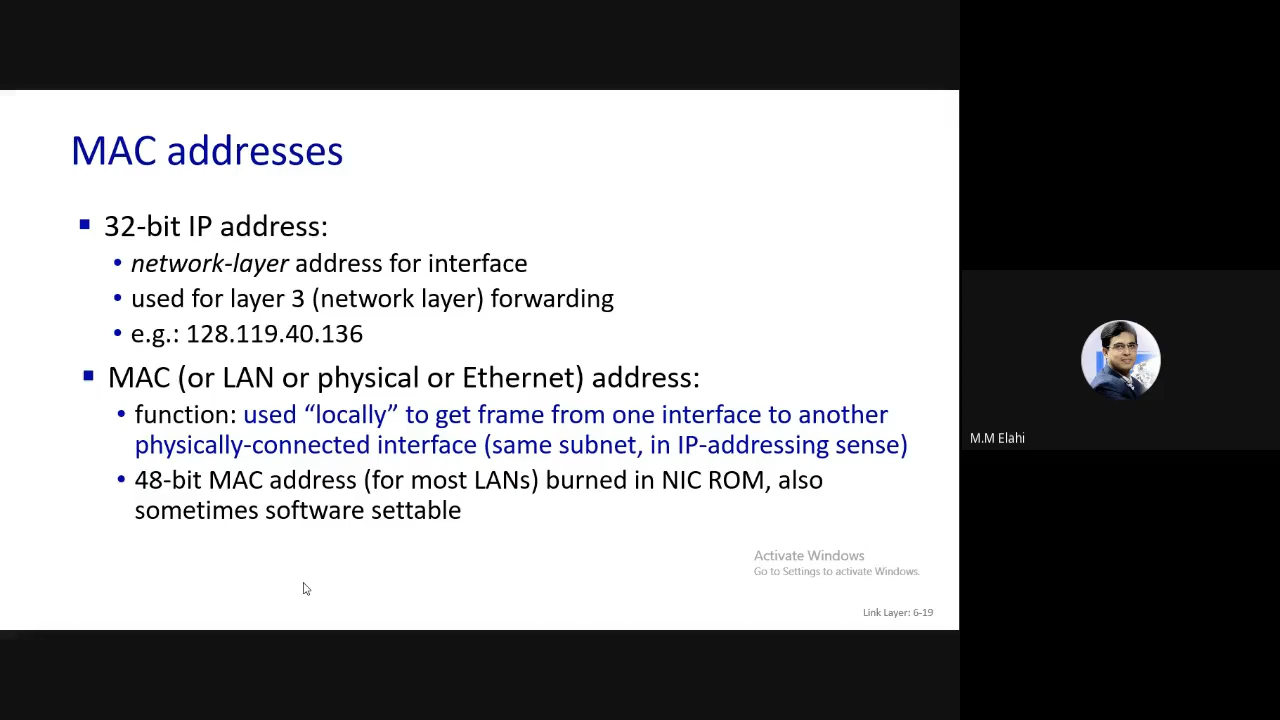 MAC addresses
32-bit IP address:
network-layer address for interface
used for layer 3 (network layer) forwarding
e.g.: 128.119.40.136
MAC (or LAN or physical or Ethernet) address:
function: used “locally” to get frame from one interface to another
physically-connected interface (same subnet, in IP-addressing sense)
48-bit MAC address (for most LANs) burned in NIC ROM, also
sometimes software settable
Activate Windows
Go to Settings to activate Windows.
Link Layer: 6-19
M.M Elahi